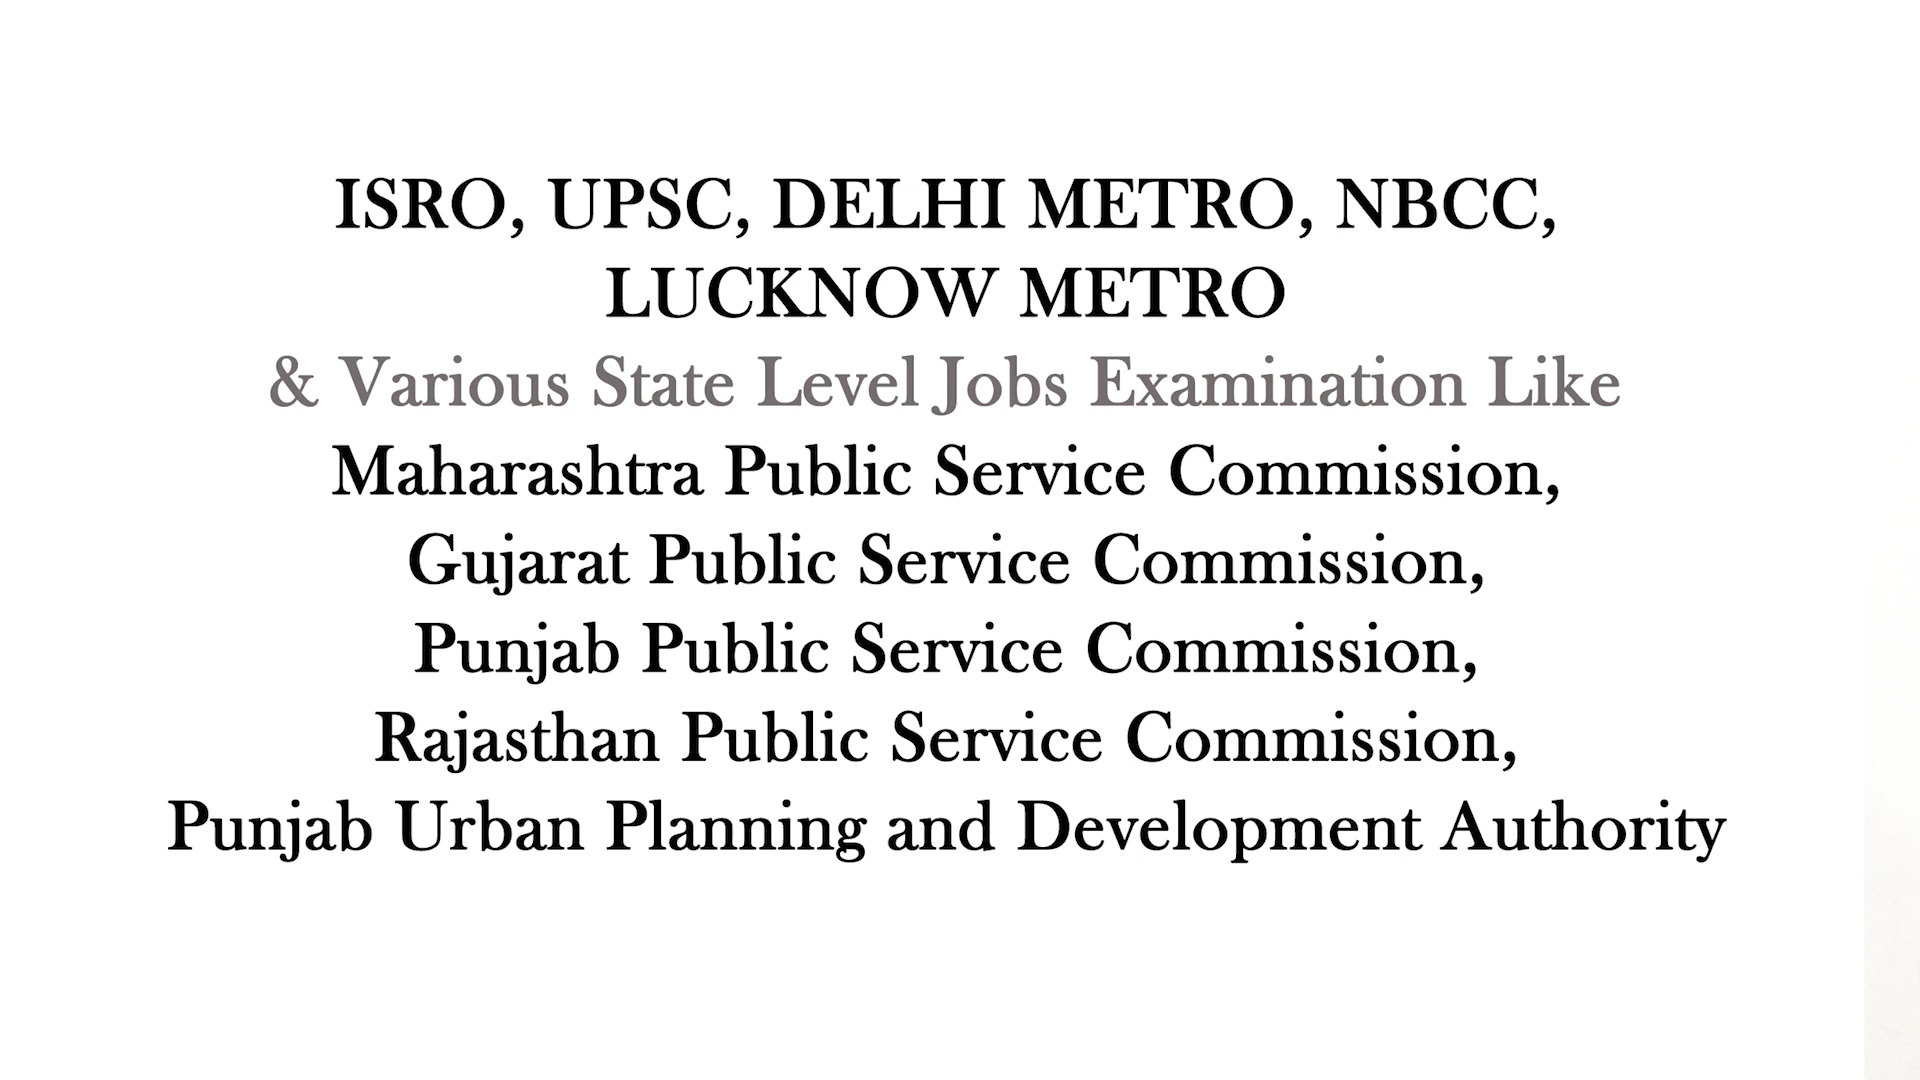 ISRO, UPSC, DELHI METRO, NBCC,
LUCKNOW METRO
& Various State Level Jobs Examination Like
Maharashtra Public Service Commission,
Gujarat Public Service Commission,
Punjab Public Service Commission,
Rajasthan Public Service Commission,
Punjab Urban Planning and Development Authority